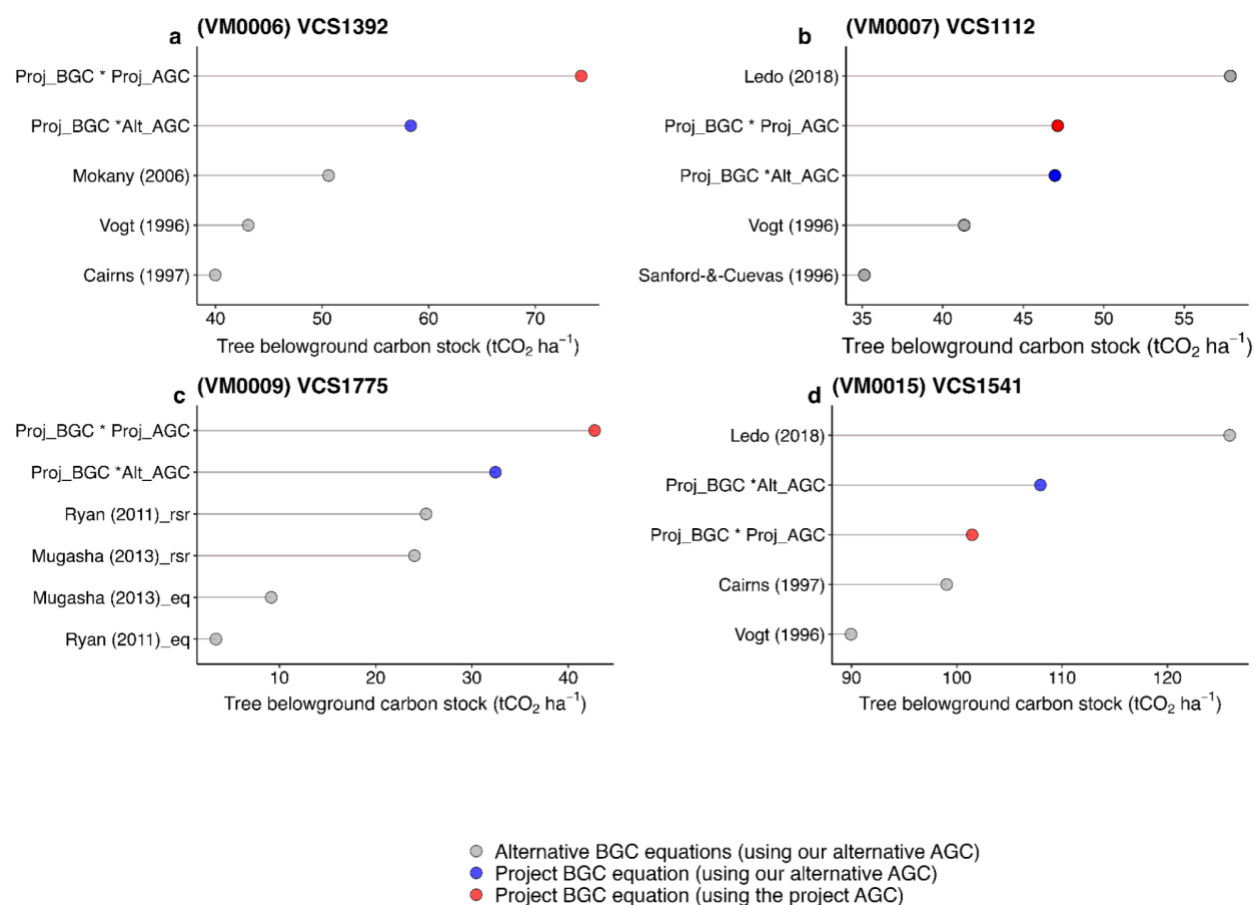 a (VM0006) VCS1392
Proj_BGC * Proj_AGC
Proj_BGC *Alt_AGC
Mokany (2006)
Vogt (1996)
Cairns (1997)
40 50 60 70
Tree belowground carbon stock (tCO₂ ha⁻¹)
b (VM0007) VCS1112
Ledo (2018)
Proj_BGC * Proj_AGC
Proj_BGC *Alt_AGC
Vogt (1996)
Sanford-&-Cuevas (1996)
35 40 45 50 55
Tree belowground carbon stock (tCO₂ ha⁻¹)
c (VM0009) VCS1775
Proj_BGC * Proj_AGC
Proj_BGC *Alt_AGC
Ryan (2011)_rsr
Mugasha (2013)_rsr
Mugasha (2013)_eq
Ryan (2011)_eq
10 20 30 40
Tree belowground carbon stock (tCO₂ ha⁻¹)
d (VM0015) VCS1541
Ledo (2018)
Proj_BGC *Alt_AGC
Proj_BGC * Proj_AGC
Cairns (1997)
Vogt (1996)
90 100 110 120
Tree belowground carbon stock (tCO₂ ha⁻¹)
Alternative BGC equations (using our alternative AGC)
Project BGC equation (using our alternative AGC)
Project BGC equation (using the project AGC)